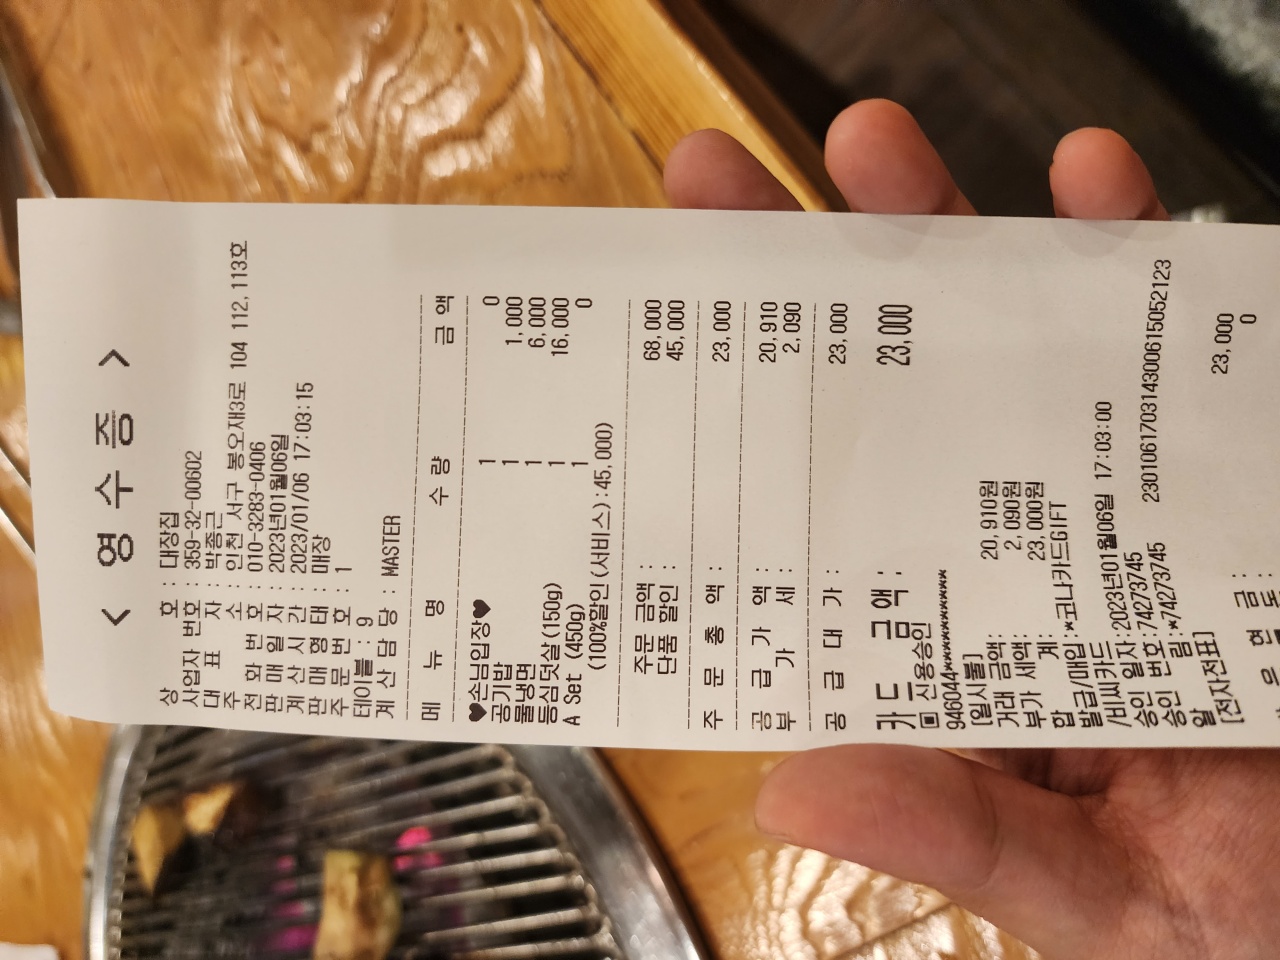 < 영 수 증 >
상 호 : 대장집
사업자 번호 : 359-32-00602
대 표 자 : 박종근
주 소 : 인천 서구 봉오재3로 104 112, 113호
전 화 번 호 : 010-3283-0406
판 매 일 자 : 2023년01월06일
계 산 시 간 : 2023/01/06 17:03:15
판 매 형 태 : 매장
주 문 번 호 : 1
테이블 : 9
계 산 담 당 : MASTER
메 뉴 명 수 량 금 액
♥손님입장♥ 1 0
공기밥 1 1,000
물냉면 1 6,000
등심덧살(150g) 1 16,000
A Set (450g) 1 0
(100%할인(서비스):45,000)
주문 금액 : 68,000
단품 할인 : 45,000
주 문 총 액 : 23,000
공 급 가 액 : 20,910
부 가 세 : 2,090
공 급 대 가 : 23,000
카 드 금 액 : 23,000
▣ 신용승인
946044**********
[일시불]
거래 금액: 20,910원
부가 세액: 2,090원
합 계: 23,000원
발급/매입:*코나카드GIFT
/비씨카드
승인 일자:2023년01월06일 17:03:00
승인 번호:74273745
알 림:*74273745 230106170314300615052123
[전자전표]
23,000
0